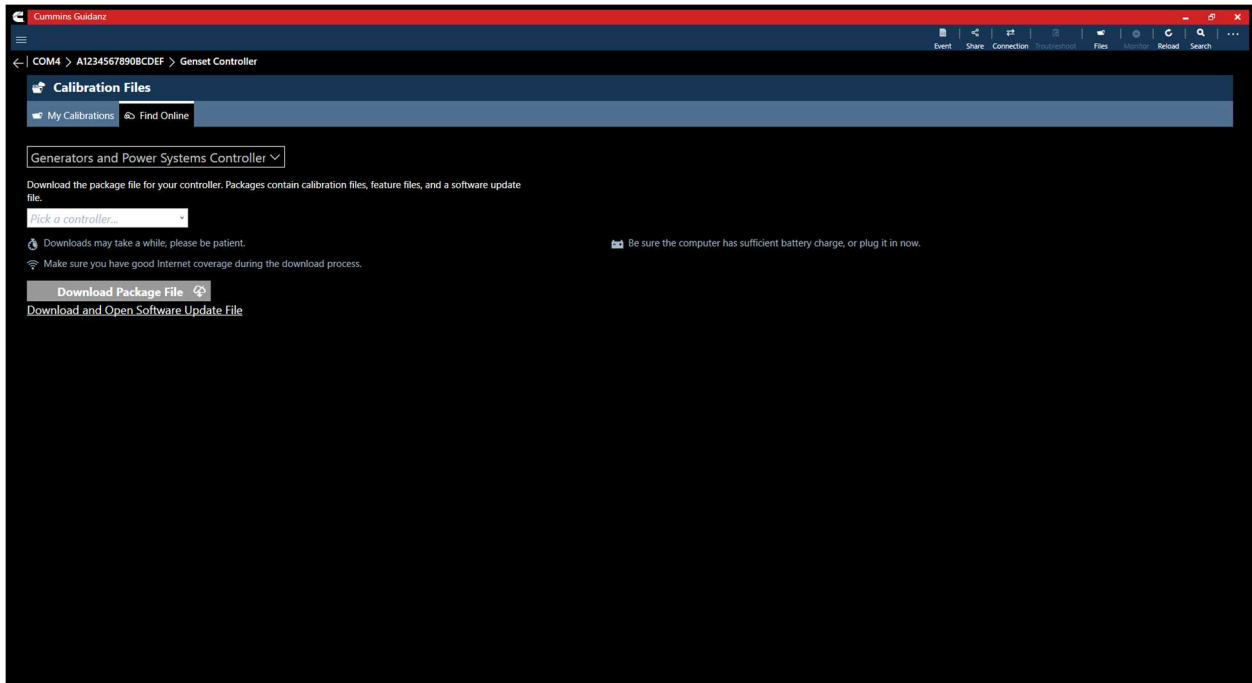 Cummins Guidanz
Event Share Connection Troubleshoot Files Monitor Reload Search
COM4 > A1234567890BCDEF > Genset Controller
Calibration Files
My Calibrations Find Online
Generators and Power Systems Controller
Download the package file for your controller. Packages contain calibration files, feature files, and a software update
file.
Pick a controller...
Downloads may take a while, please be patient.
Be sure the computer has sufficient battery charge, or plug it in now.
Make sure you have good Internet coverage during the download process.
Download Package File
Download and Open Software Update File